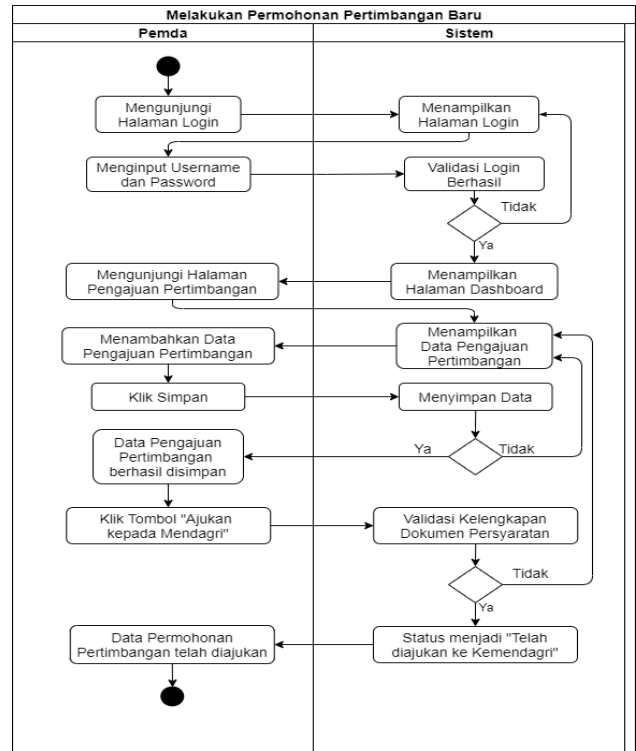 Melakukan Permohonan Pertimbangan Baru
Pemda
Sistem
Mengunjungi
Halaman Login
Menampilkan
Halaman Login
Menginput Username
dan Password
Validasi Login
Berhasil
Tidak
Ya
Mengunjungi Halaman
Pengajuan Pertimbangan
Menampilkan
Halaman Dashboard
Menambahkan Data
Pengajuan Pertimbangan
Menampilkan
Data Pengajuan
Pertimbangan
Klik Simpan
Menyimpan Data
Data Pengajuan
Pertimbangan
berhasil disimpan
Ya
Tidak
Klik Tombol "Ajukan
kepada Mendagri"
Validasi Kelengkapan
Dokumen Persyaratan
Tidak
Ya
Data Permohonan
Pertimbangan telah diajukan
Status menjadi "Telah
diajukan ke Kemendagri"